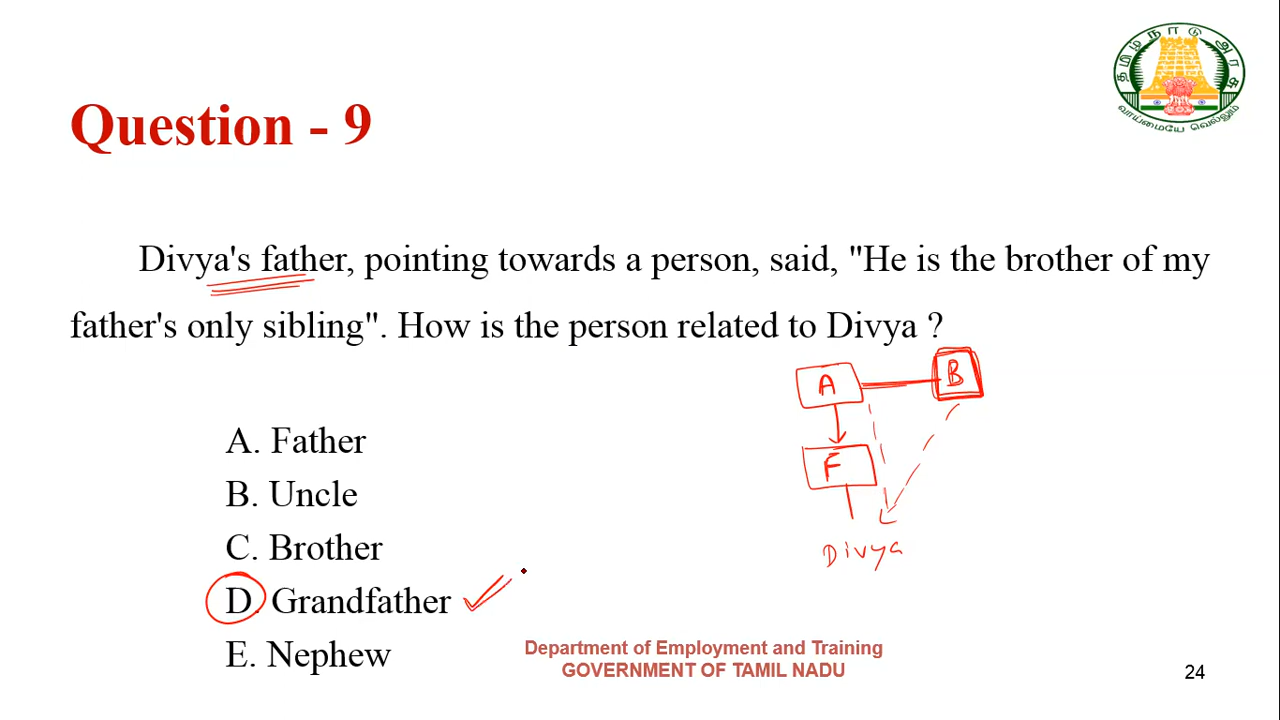 தமிழ்நாடு அரசு
வாய்மையே வெல்லும்
Question - 9
Divya's father, pointing towards a person, said, "He is the brother of my
father's only sibling". How is the person related to Divya ?
A. Father
B. Uncle
C. Brother
D. Grandfather
E. Nephew
A
B
F
Divya
Department of Employment and Training
GOVERNMENT OF TAMIL NADU
24